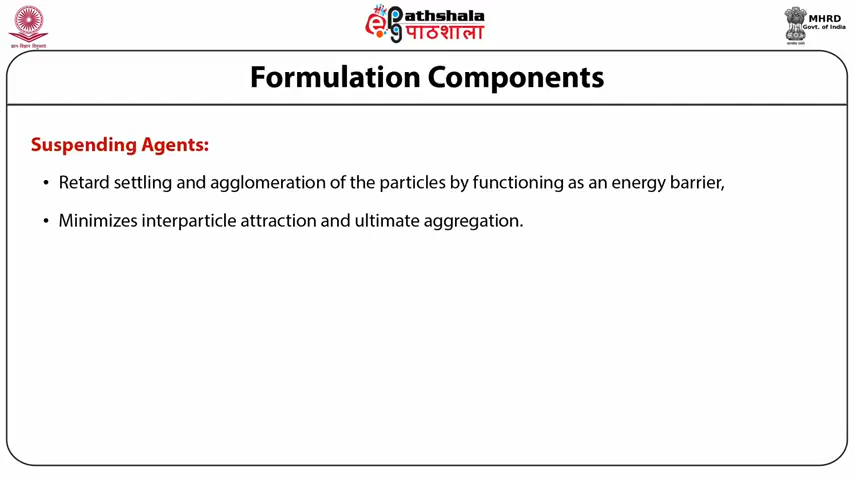 ePathshala
पाठशाला
MHRD
Govt. of India
Formulation Components
Suspending Agents:
• Retard settling and agglomeration of the particles by functioning as an energy barrier,
• Minimizes interparticle attraction and ultimate aggregation.